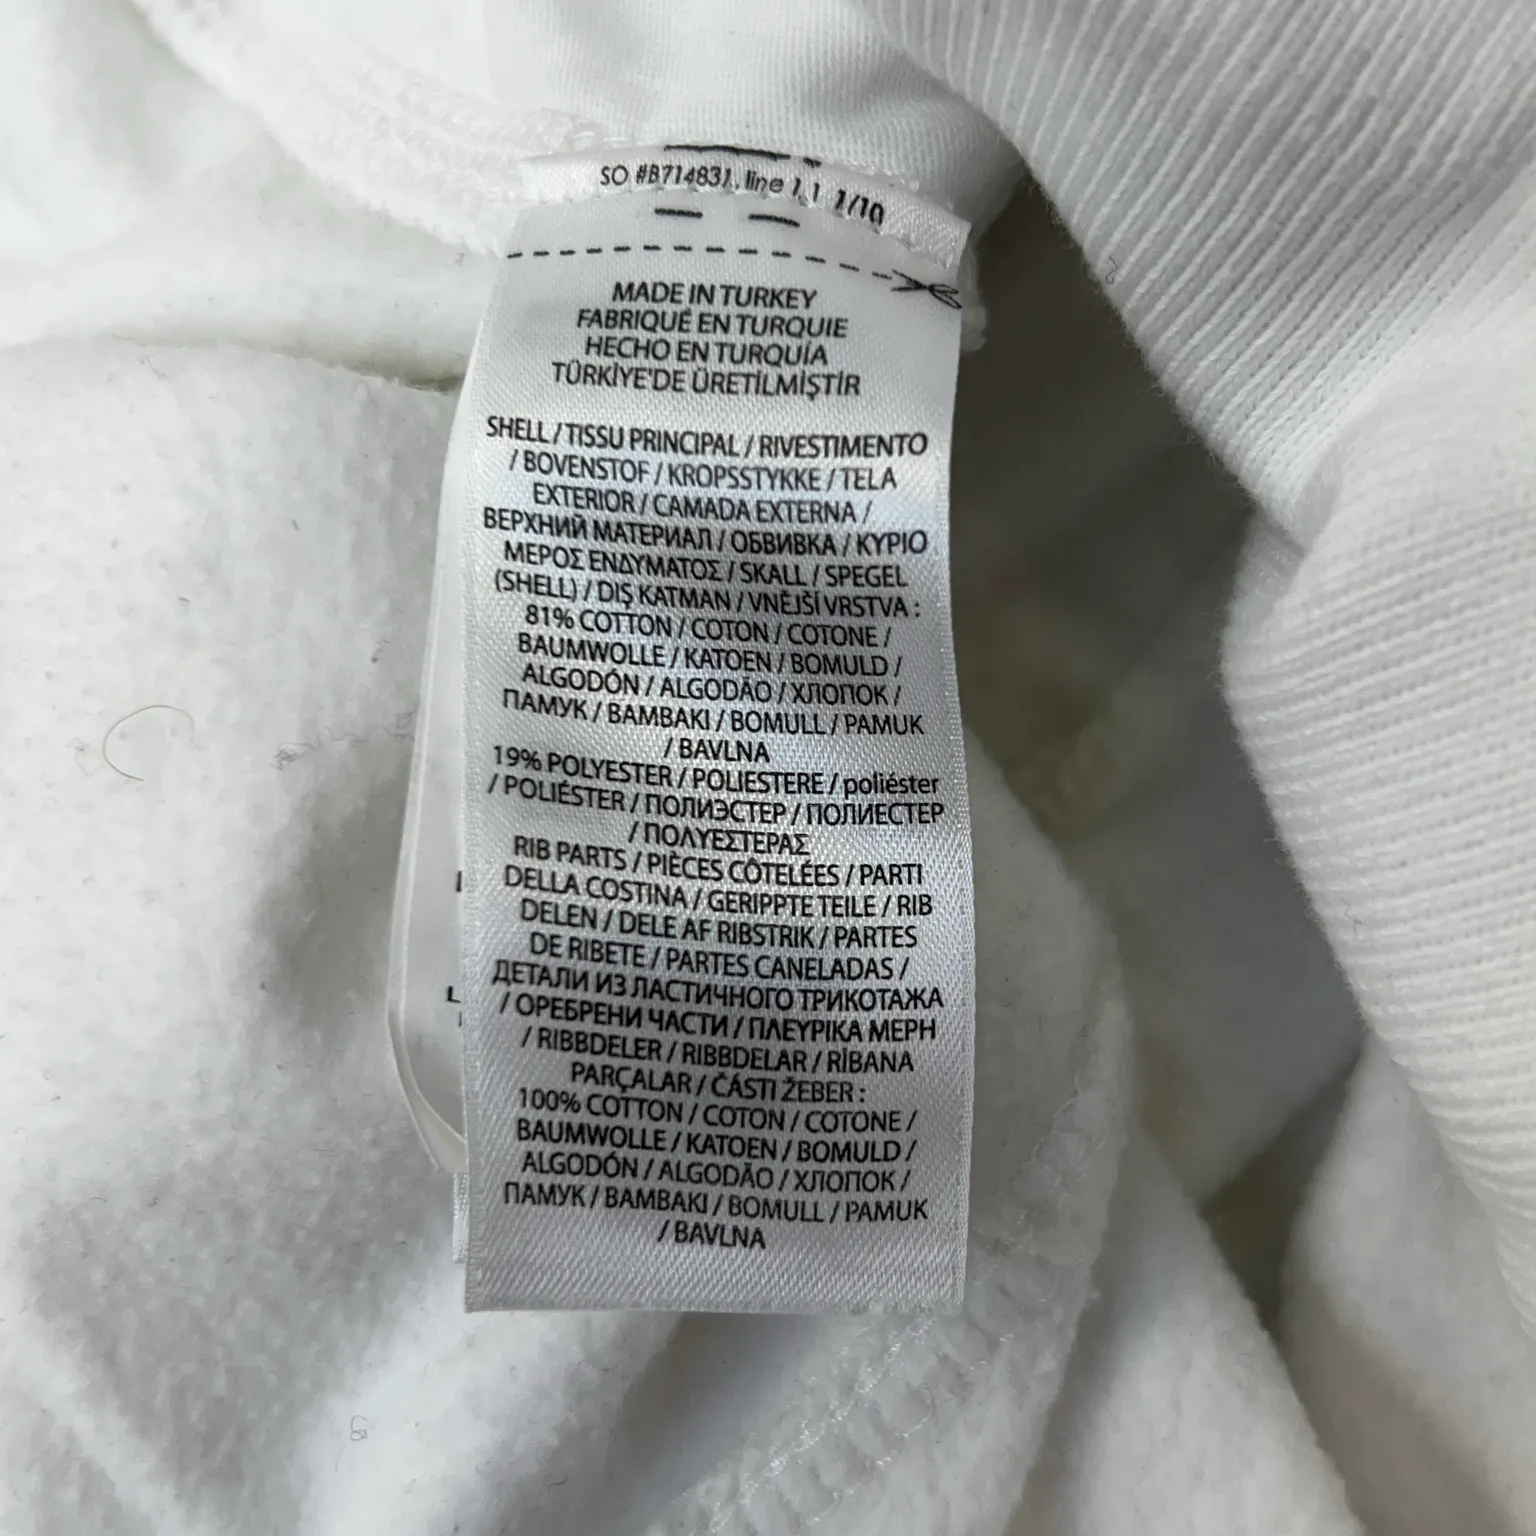 SO #B714831, line 1, 1 1/10
MADE IN TURKEY
FABRIQUÉ EN TURQUIE
HECHO EN TURQUÍA
TÜRKİYE'DE ÜRETİLMİŞTİR
SHELL / TISSU PRINCIPAL / RIVESTIMENTO
/ BOVENSTOF / KROPSSTYKKE / TELA
EXTERIOR / CAMADA EXTERNA /
ВЕРХНИЙ МАТЕРИАЛ / ОБВИВКА / ΚΥΡΙΟ
ΜΕΡΟΣ ΕΝΔΥΜΑΤΟΣ / SKALL / SPEGEL
(SHELL) / DIŞ KATMAN / VNĚJŠÍ VRSTVA :
81% COTTON / COTON / COTONE /
BAUMWOLLE / KATOEN / BOMULD /
ALGODÓN / ALGODÃO / ХЛОПОК /
ПАМУК / BAMBAKI / BOMULL / PAMUK
/ BAVLNA
19% POLYESTER / POLIESTERE / poliéster
/ POLIÉSTER / ПОЛИЭСТЕР / ПОЛИЕСТЕР
/ ΠΟΛΥΕΣΤΕΡΑΣ
RIB PARTS / PIÈCES CÔTELÉES / PARTI
DELLA COSTINA / GERIPPTE TEILE / RIB
DELEN / DELE AF RIBSTRIK / PARTES
DE RIBETE / PARTES CANELADAS /
ДЕТАЛИ ИЗ ЛАСТИЧНОГО ТРИКОТАЖА
/ ОРЕБРЕНИ ЧАСТИ / ΠΛΕΥΡΙΚΑ ΜΕΡΗ
/ RIBBDELER / RIBBDELAR / RİBANA
PARÇALAR / ČÁSTI ŽEBER :
100% COTTON / COTON / COTONE /
BAUMWOLLE / KATOEN / BOMULD /
ALGODÓN / ALGODÃO / ХЛОПОК /
ПАМУК / BAMBAKI / BOMULL / PAMUK
/ BAVLNA